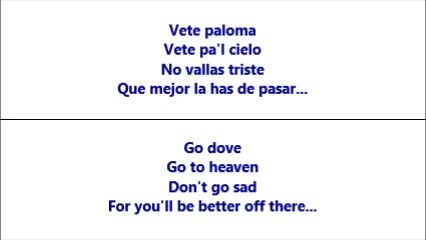 Vete paloma
Vete pa'l cielo
No vallas triste
Que mejor la has de pasar...
Go dove
Go to heaven
Don't go sad
For you'll be better off there...